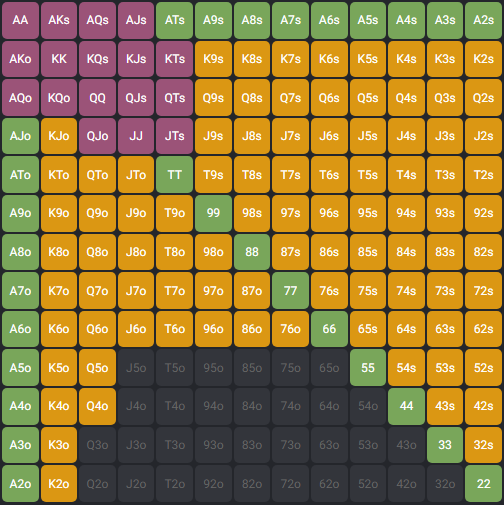 AA AKs AQs AJs ATs A9s A8s A7s A6s A5s A4s A3s A2s
AKo KK KQs KJs KTs K9s K8s K7s K6s K5s K4s K3s K2s
AQo KQo QQ QJs QTs Q9s Q8s Q7s Q6s Q5s Q4s Q3s Q2s
AJo KJo QJo JJ JTs J9s J8s J7s J6s J5s J4s J3s J2s
ATo KTo QTo JTo TT T9s T8s T7s T6s T5s T4s T3s T2s
A9o K9o Q9o J9o T9o 99 98s 97s 96s 95s 94s 93s 92s
A8o K8o Q8o J8o T8o 98o 88 87s 86s 85s 84s 83s 82s
A7o K7o Q7o J7o T7o 97o 87o 77 76s 75s 74s 73s 72s
A6o K6o Q6o J6o T6o 96o 86o 76o 66 65s 64s 63s 62s
A5o K5o Q5o J5o T5o 95o 85o 75o 65o 55 54s 53s 52s
A4o K4o Q4o J4o T4o 94o 84o 74o 64o 54o 44 43s 42s
A3o K3o Q3o J3o T3o 93o 83o 73o 63o 53o 43o 33 32s
A2o K2o Q2o J2o T2o 92o 82o 72o 62o 52o 42o 32o 22